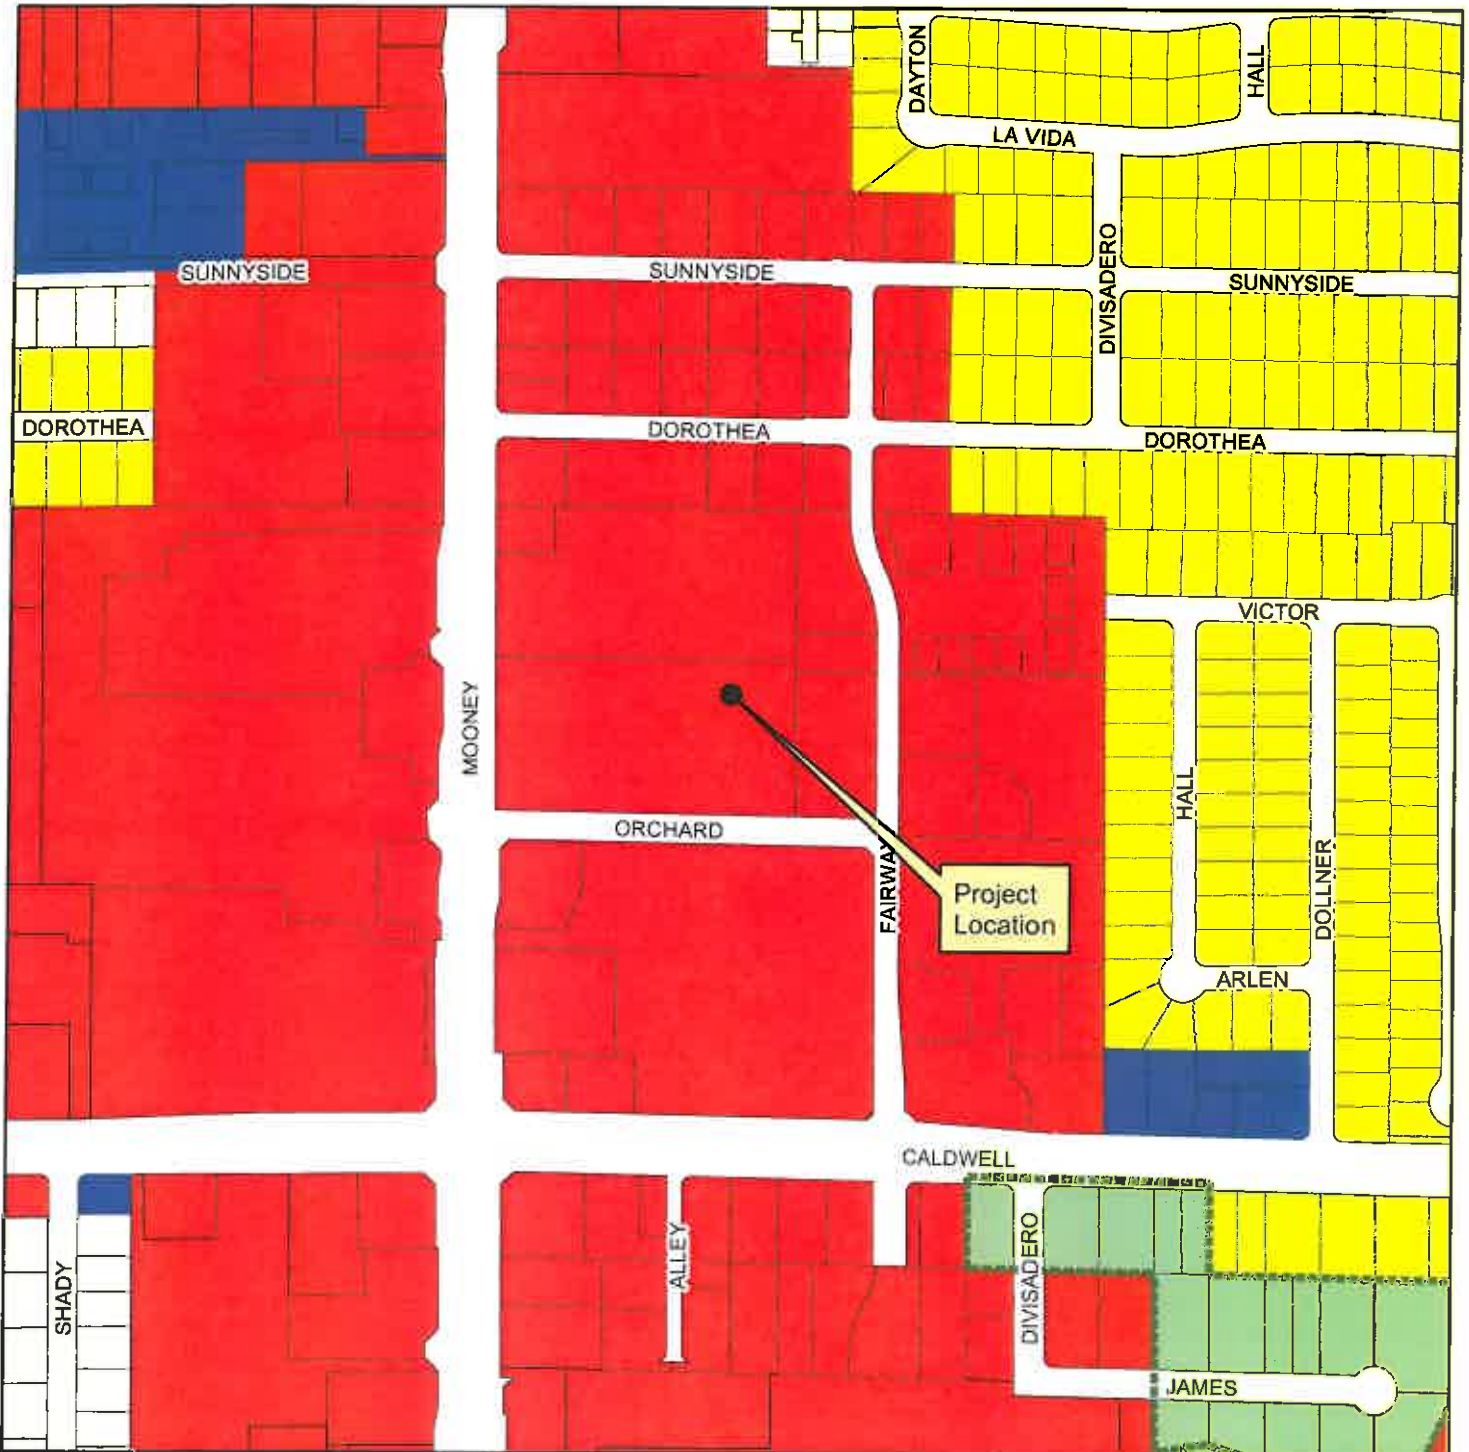 DAYTON
HALL
LA VIDA
DIVISADERO
SUNNYSIDE
SUNNYSIDE
SUNNYSIDE
DOROTHEA
DOROTHEA
DOROTHEA
VICTOR
MOONEY
HALL
ORCHARD
FAIRWAY
DOLLNER
Project
Location
ARLEN
CALDWELL
SHADY
ALLEY
DIVISADERO
JAMES